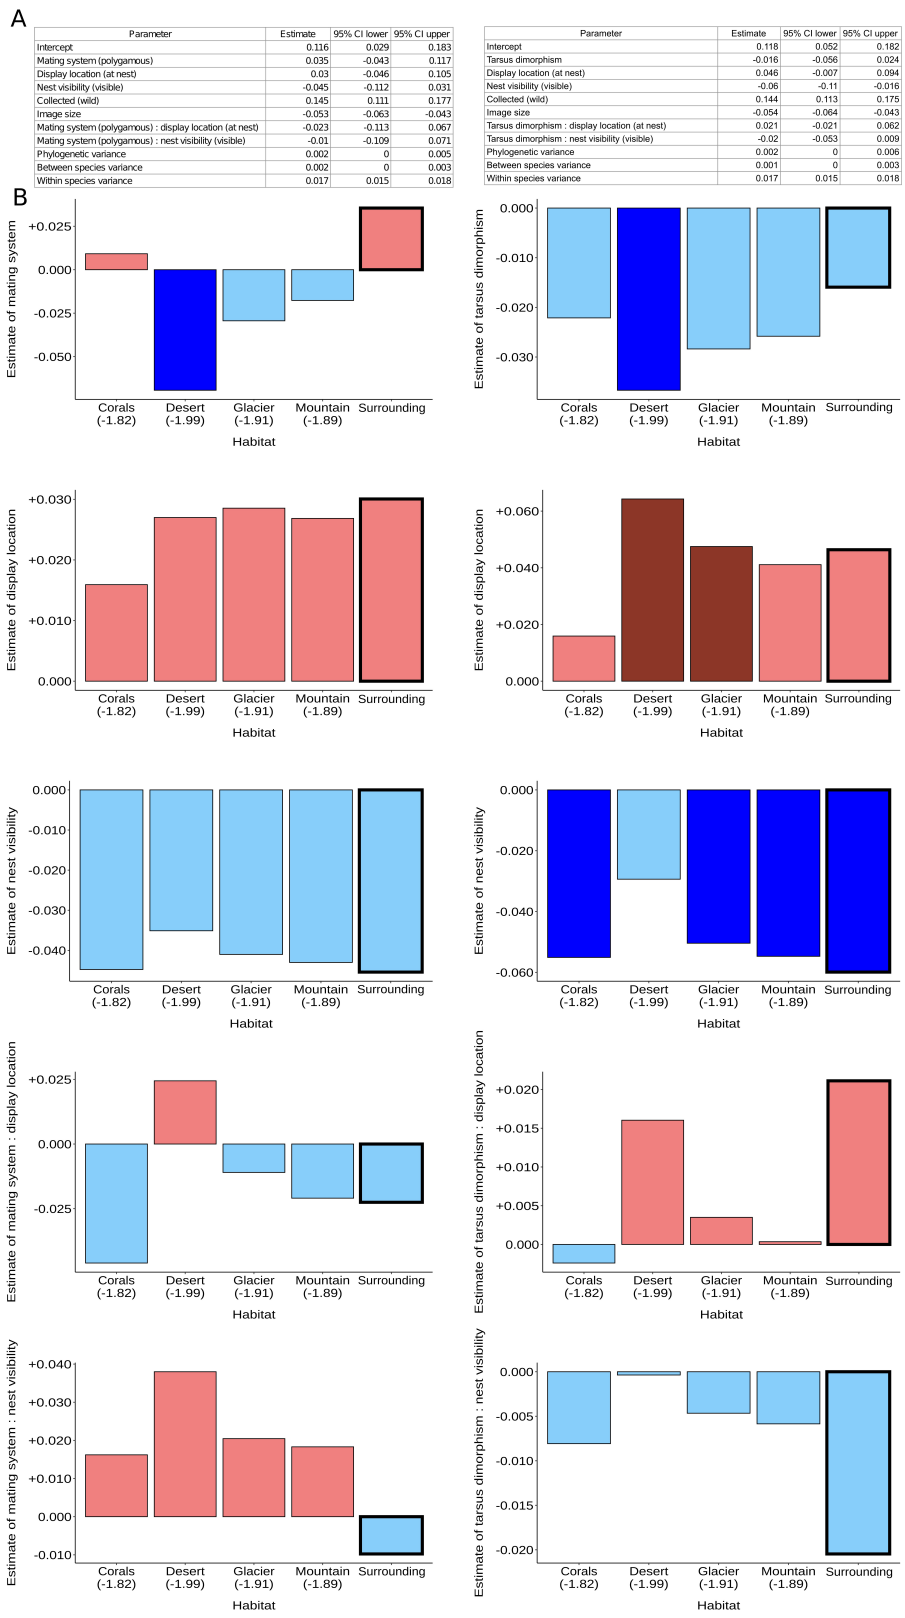 A
Parameter Estimate 95% CI lower 95% CI upper
Intercept 0.116 0.029 0.183
Mating system (polygamous) 0.035 -0.043 0.117
Display location (at nest) 0.03 -0.046 0.105
Nest visibility (visible) -0.045 -0.112 0.031
Collected (wild) 0.145 0.111 0.177
Image size -0.053 -0.063 -0.043
Mating system (polygamous) : display location (at nest) -0.023 -0.113 0.067
Mating system (polygamous) : nest visibility (visible) -0.01 -0.109 0.071
Phylogenetic variance 0.002 0 0.005
Between species variance 0.002 0 0.003
Within species variance 0.017 0.015 0.018
Parameter Estimate 95% CI lower 95% CI upper
Intercept 0.118 0.052 0.182
Tarsus dimorphism -0.016 -0.056 0.024
Display location (at nest) 0.046 -0.007 0.094
Nest visibility (visible) -0.06 -0.11 -0.016
Collected (wild) 0.144 0.113 0.175
Image size -0.054 -0.064 -0.043
Tarsus dimorphism : display location (at nest) 0.021 -0.021 0.062
Tarsus dimorphism : nest visibility (visible) -0.02 -0.053 0.009
Phylogenetic variance 0.002 0 0.006
Between species variance 0.001 0 0.003
Within species variance 0.017 0.015 0.018
B
Estimate of mating system
+0.025
0.000
-0.025
-0.050
Corals Desert Glacier Mountain Surrounding
(-1.82) (-1.99) (-1.91) (-1.89)
Habitat
Estimate of tarsus dimorphism
0.000
-0.010
-0.020
-0.030
Corals Desert Glacier Mountain Surrounding
(-1.82) (-1.99) (-1.91) (-1.89)
Habitat
Estimate of display location
+0.030
+0.020
+0.010
0.000
Corals Desert Glacier Mountain Surrounding
(-1.82) (-1.99) (-1.91) (-1.89)
Habitat
Estimate of display location
+0.060
+0.040
+0.020
0.000
Corals Desert Glacier Mountain Surrounding
(-1.82) (-1.99) (-1.91) (-1.89)
Habitat
Estimate of nest visibility
0.000
-0.010
-0.020
-0.030
-0.040
Corals Desert Glacier Mountain Surrounding
(-1.82) (-1.99) (-1.91) (-1.89)
Habitat
Estimate of nest visibility
0.000
-0.020
-0.040
-0.060
Corals Desert Glacier Mountain Surrounding
(-1.82) (-1.99) (-1.91) (-1.89)
Habitat
Estimate of mating system : display location
+0.025
0.000
-0.025
Corals Desert Glacier Mountain Surrounding
(-1.82) (-1.99) (-1.91) (-1.89)
Habitat
Estimate of tarsus dimorphism : display location
+0.020
+0.015
+0.010
+0.005
0.000
Corals Desert Glacier Mountain Surrounding
(-1.82) (-1.99) (-1.91) (-1.89)
Habitat
Estimate of mating system : nest visibility
+0.040
+0.030
+0.020
+0.010
0.000
-0.010
Corals Desert Glacier Mountain Surrounding
(-1.82) (-1.99) (-1.91) (-1.89)
Habitat
Estimate of tarsus dimorphism : nest visibility
0.000
-0.005
-0.010
-0.015
-0.020
Corals Desert Glacier Mountain Surrounding
(-1.82) (-1.99) (-1.91) (-1.89)
Habitat